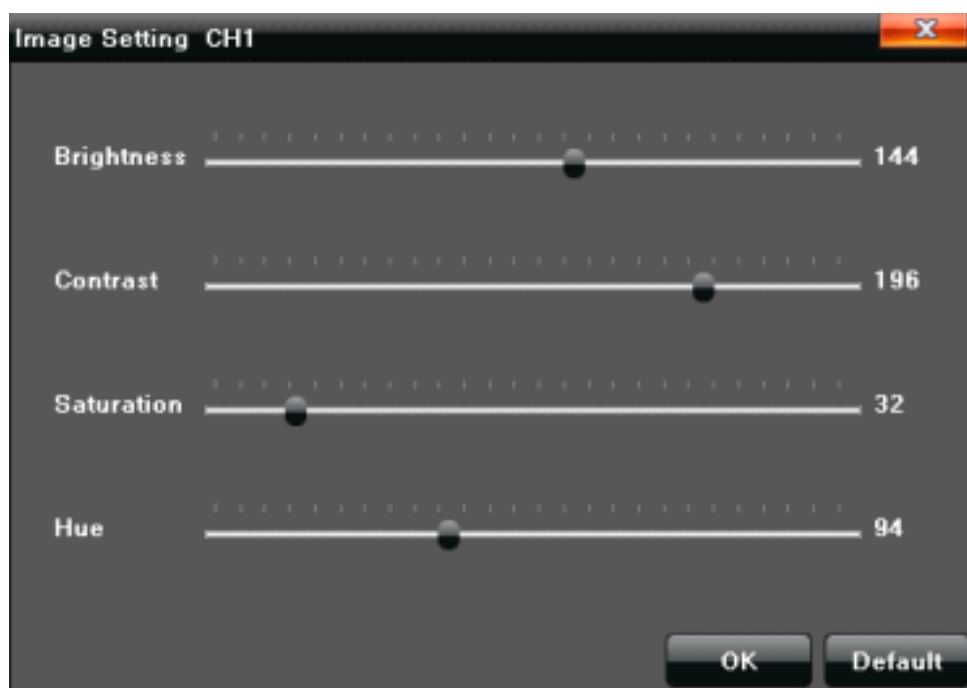 Image Setting CH1
X
Brightness 144
Contrast 196
Saturation 32
Hue 94
OK Default